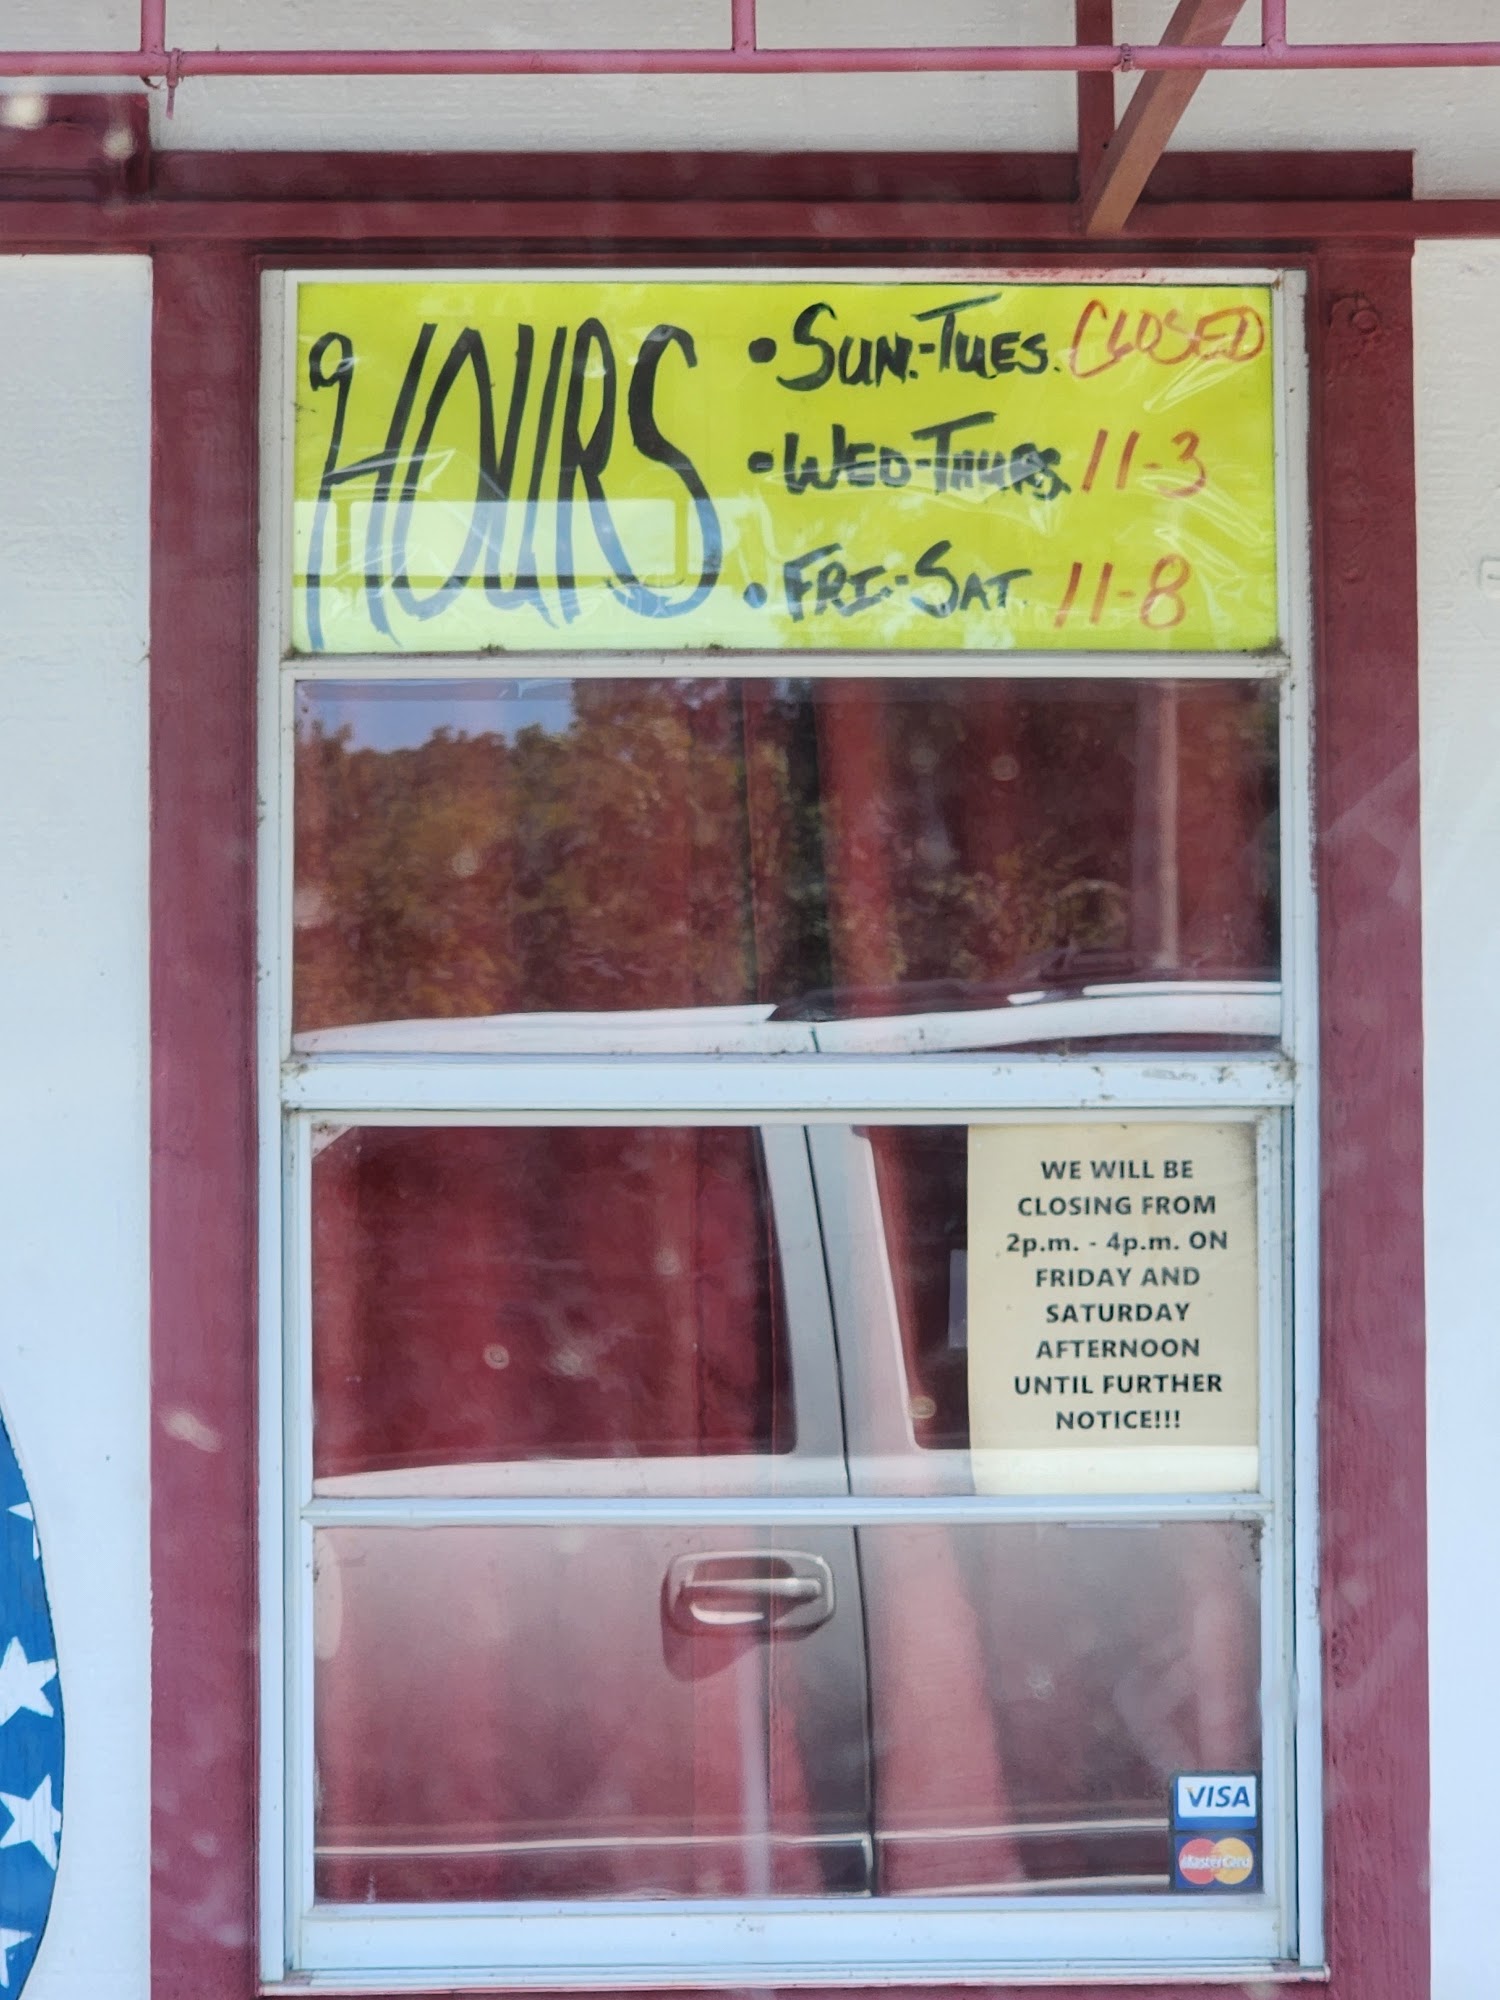 HOURS
• SUN.-TUES. CLOSED
• WED-THURS. 11-3
• FRI.-SAT. 11-8
WE WILL BE
CLOSING FROM
2p.m. - 4p.m. ON
FRIDAY AND
SATURDAY
AFTERNOON
UNTIL FURTHER
NOTICE!!!
VISA
MasterCard